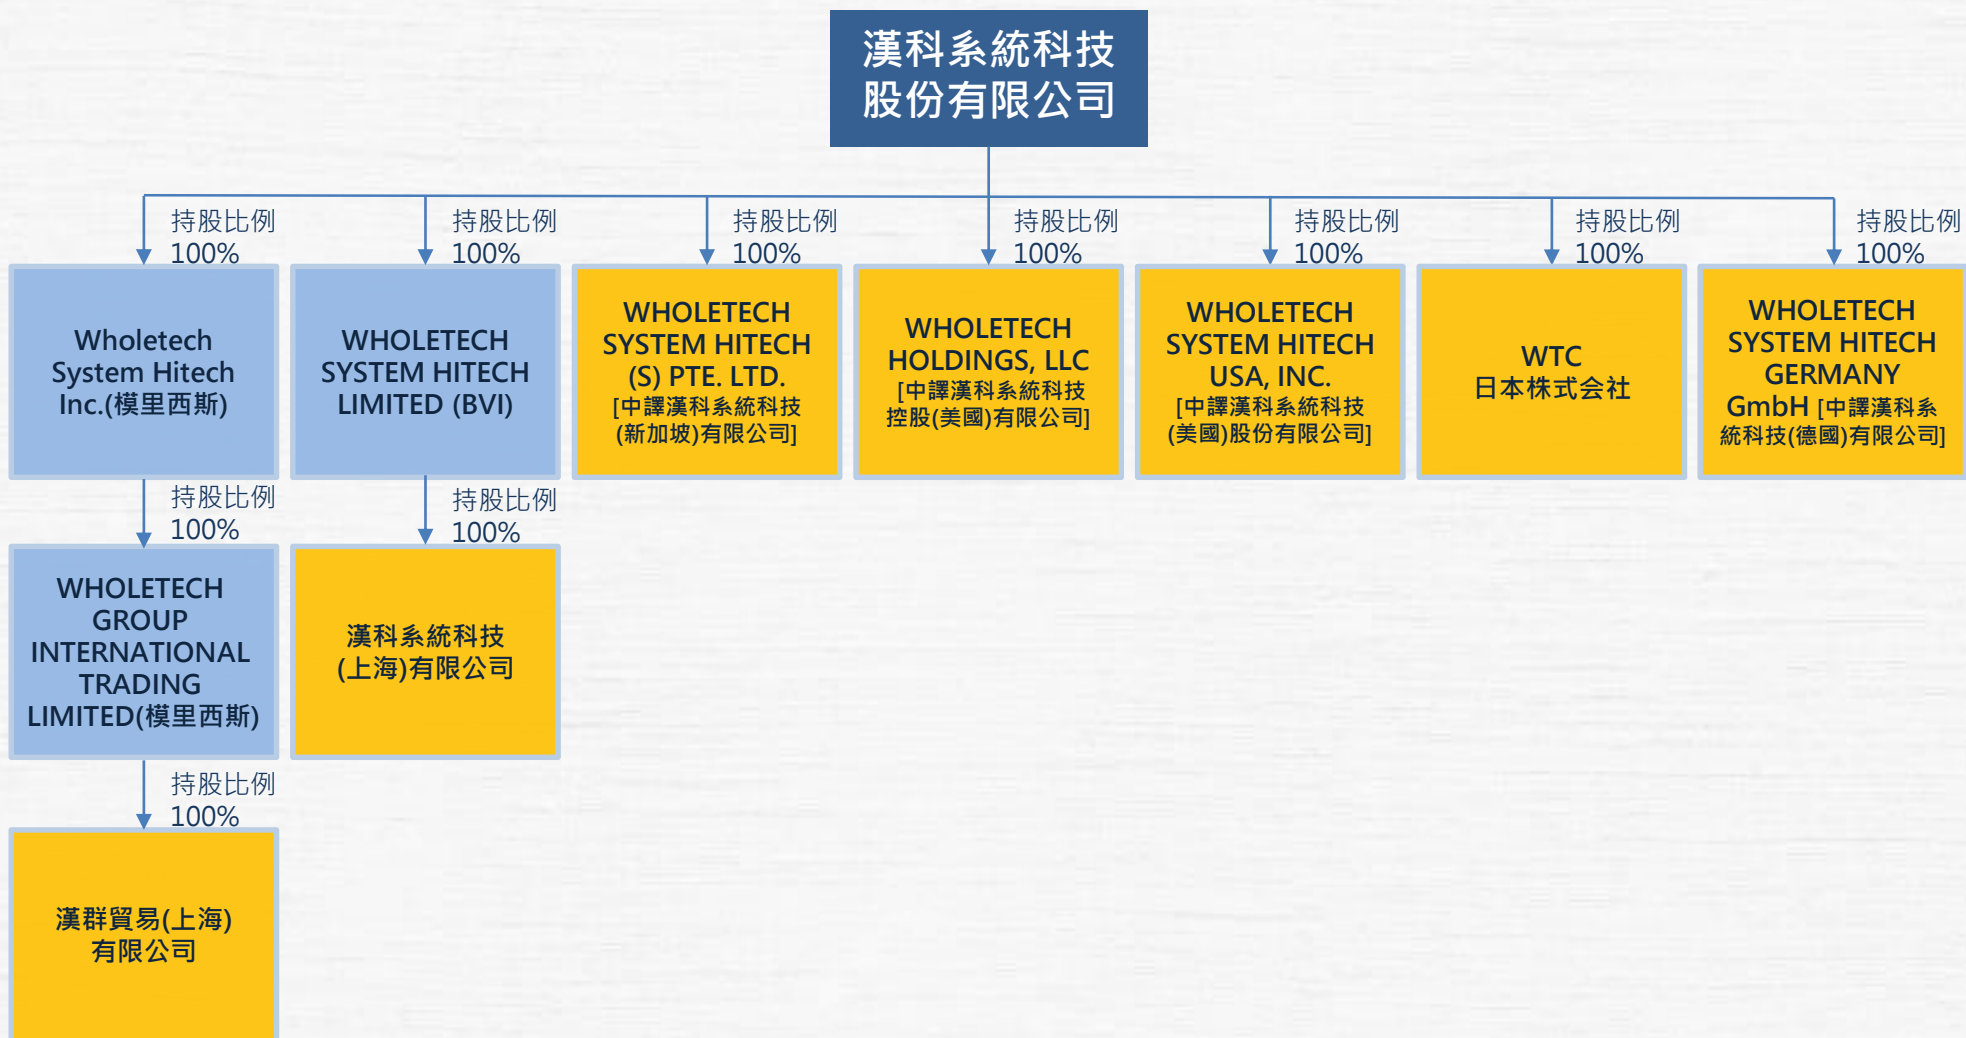 漢科系統科技
股份有限公司
持股比例
100%
持股比例
100%
持股比例
100%
持股比例
100%
持股比例
100%
持股比例
100%
持股比例
100%
Wholetech
System Hitech
Inc.(模里西斯)
WHOLETECH
SYSTEM HITECH
LIMITED (BVI)
WHOLETECH
SYSTEM HITECH
(S) PTE. LTD.
[中譯漢科系統科技
(新加坡)有限公司]
WHOLETECH
HOLDINGS, LLC
[中譯漢科系統科技
控股(美國)有限公司]
WHOLETECH
SYSTEM HITECH
USA, INC.
[中譯漢科系統科技
(美國)股份有限公司]
WTC
日本株式会社
WHOLETECH
SYSTEM HITECH
GERMANY
GmbH [中譯漢科系
統科技(德國)有限公司]
持股比例
100%
持股比例
100%
WHOLETECH
GROUP
INTERNATIONAL
TRADING
LIMITED(模里西斯)
漢科系統科技
(上海)有限公司
持股比例
100%
漢群貿易(上海)
有限公司